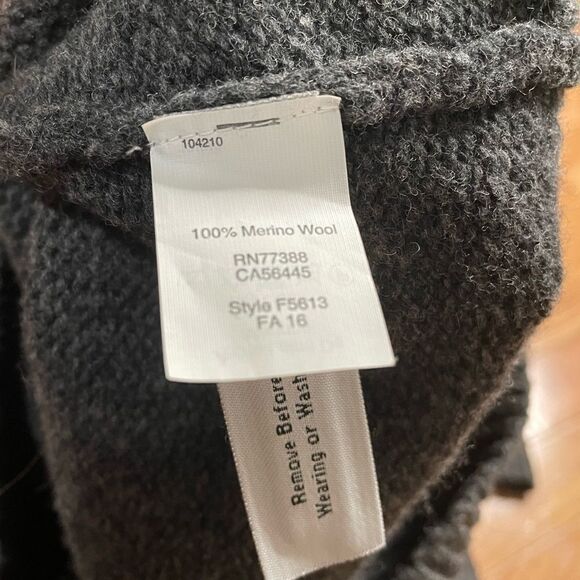 104210
100% Merino Wool
RN77388
CA56445
Style F5613
FA 16
Remove Before
Wearing or Wash